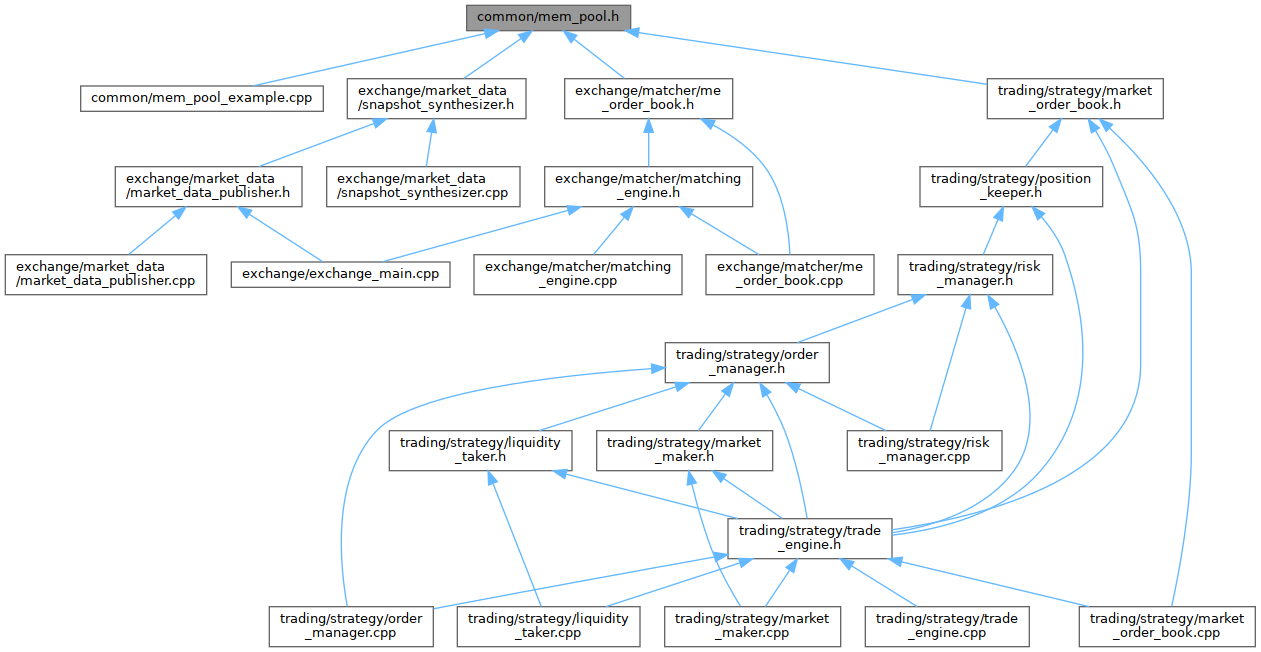 common/mem_pool.h
common/mem_pool_example.cpp
exchange/market_data
/snapshot_synthesizer.h
exchange/matcher/me
_order_book.h
trading/strategy/market
_order_book.h
exchange/market_data
/market_data_publisher.h
exchange/market_data
/snapshot_synthesizer.cpp
exchange/matcher/matching
_engine.h
trading/strategy/position
_keeper.h
exchange/market_data
/market_data_publisher.cpp
exchange/exchange_main.cpp
exchange/matcher/matching
_engine.cpp
exchange/matcher/me
_order_book.cpp
trading/strategy/risk
_manager.h
trading/strategy/order
_manager.h
trading/strategy/liquidity
_taker.h
trading/strategy/market
_maker.h
trading/strategy/risk
_manager.cpp
trading/strategy/trade
_engine.h
trading/strategy/order
_manager.cpp
trading/strategy/liquidity
_taker.cpp
trading/strategy/market
_maker.cpp
trading/strategy/trade
_engine.cpp
trading/strategy/market
_order_book.cpp